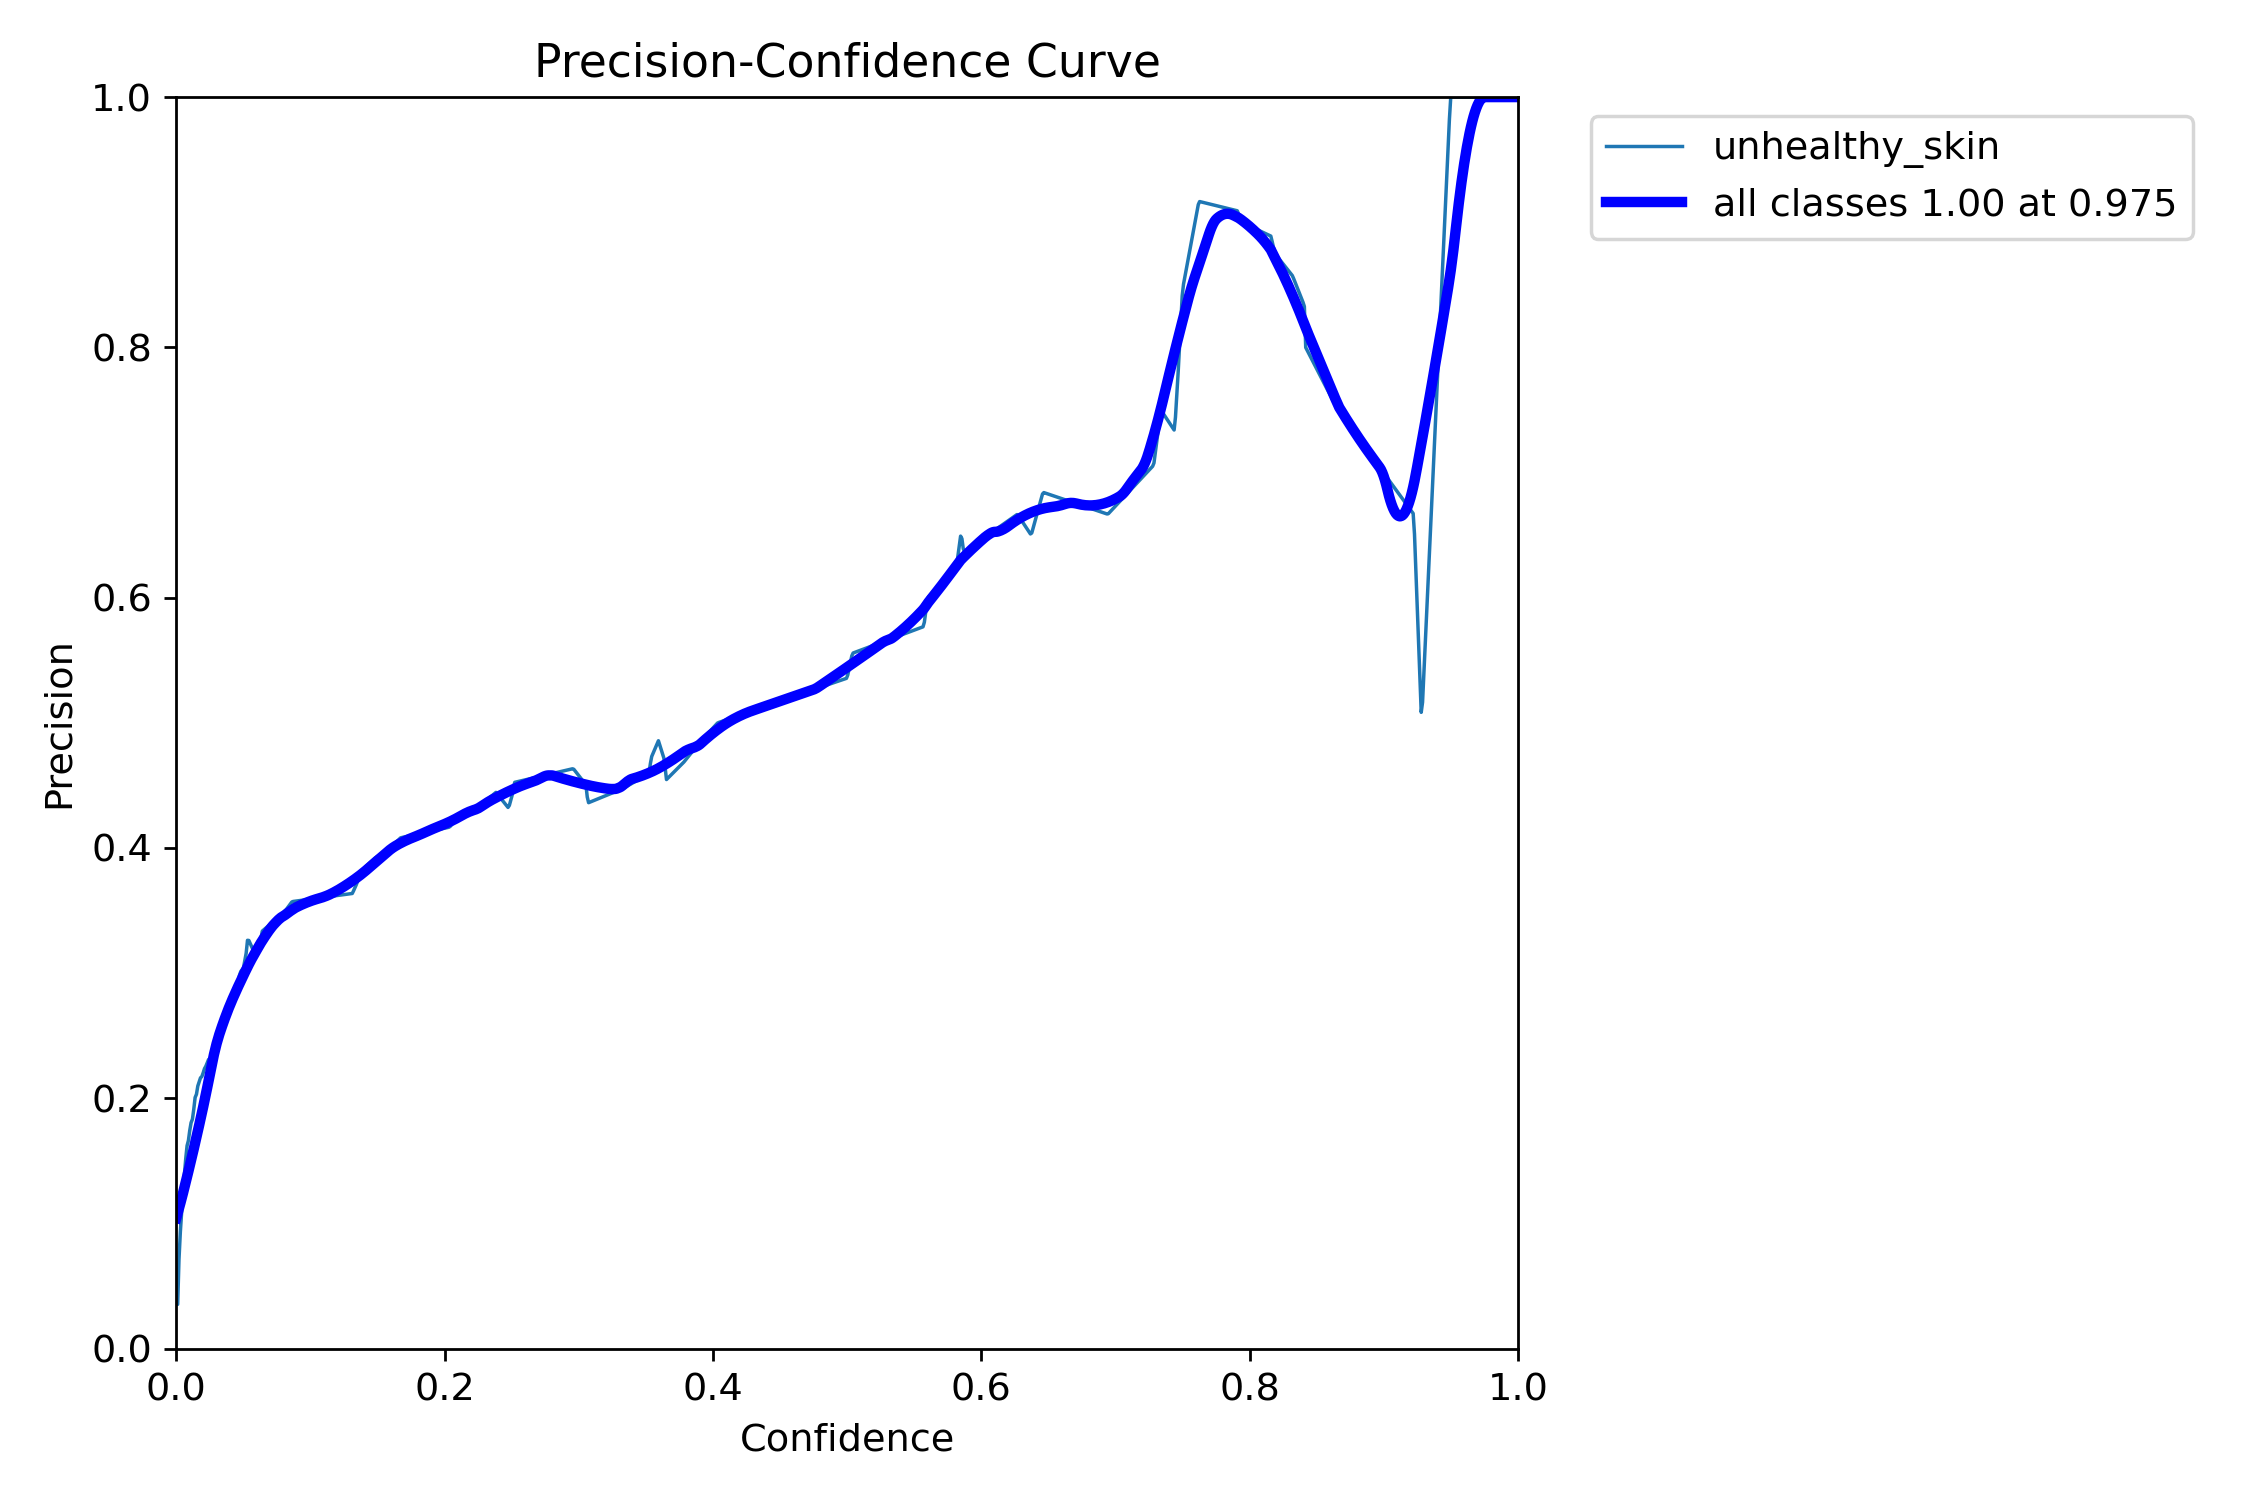 Precision-Confidence Curve
unhealthy_skin
all classes 1.00 at 0.975
Precision
1.0
0.8
0.6
0.4
0.2
0.0
0.0 0.2 0.4 0.6 0.8 1.0
Confidence